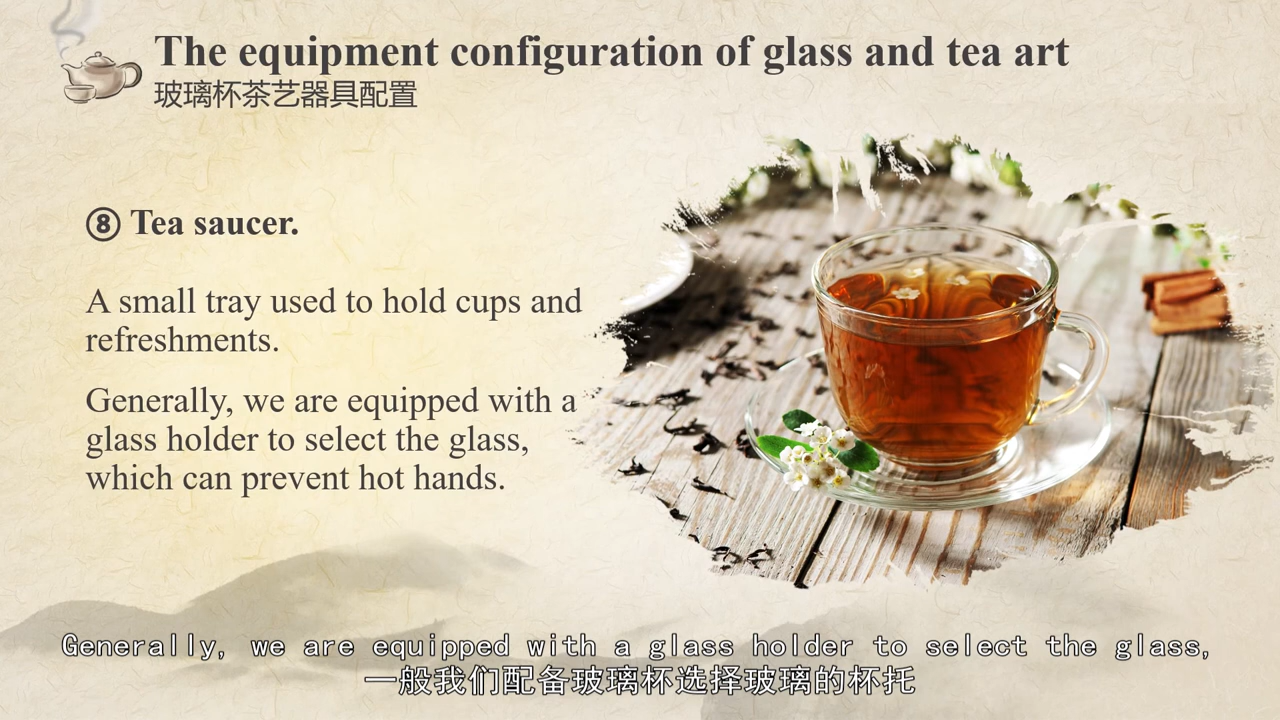 The equipment configuration of glass and tea art
玻璃杯茶艺器具配置
⑧ Tea saucer.
A small tray used to hold cups and
refreshments.
Generally, we are equipped with a
glass holder to select the glass,
which can prevent hot hands.
Generally, we are equipped with a glass holder to select the glass,
一般我们配备玻璃杯选择玻璃的杯托